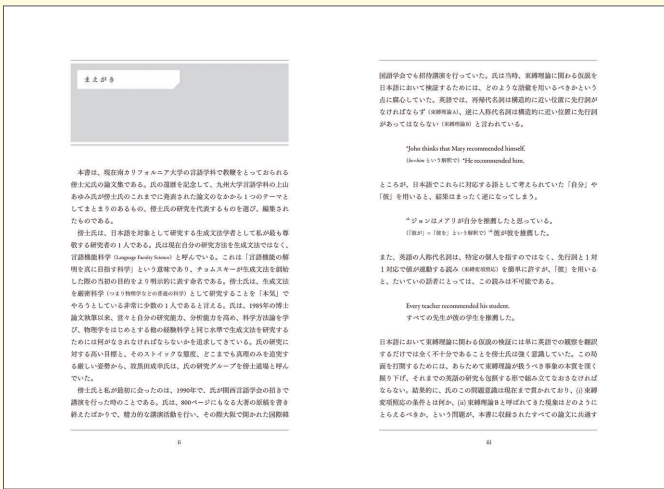 まえがき
本書は、現在南カリフォルニア大学の言語学科で教鞭をとっておられる
傍士元氏の論文集である。氏の還暦を記念して、九州大学言語学科の上山
あゆみ氏が傍士氏のこれまでに発表された論文のなかから1つのテーマと
してまとまりのあるもの、傍士氏の研究を代表するものを選び、編集され
たものである。
傍士氏は、日本語を対象として研究する生成文法学者として私が最も尊
敬する研究者の1人である。氏は現在自分の研究方法を生成文法ではなく、
言語機能科学 (Language Faculty Science) と呼んでいる。これは「言語機能の解
明を真に目指す科学」という意味であり、チョムスキーが生成文法を創始
した際の当初の目的をより明示的に表す命名である。傍士氏は、生成文法
を厳密科学 (つまり物理学などの普通の科学) として研究することを「本気」で
やろうとしている非常に少数の1人であると言える。氏は、1985年の博士
論文執筆以来、営々と自分の研究能力、分析能力を高め、科学方法論を学
び、物理学をはじめとする他の経験科学と同じ水準で生成文法を研究する
ためには何がなされなければならないかを追求してきている。氏の研究に
対する高い目標と、そのストイックな態度、どこまでも真理のみを追究す
る厳しい姿勢から、故黒田成幸氏は、氏の研究グループを傍士道場と呼ん
でいた。
傍士氏と私が最初に会ったのは、1990年で、氏が関西言語学会の招きで
講演を行った時のことである。氏は、800ページにもなる大著の原稿を書き
終えたばかりで、精力的な講演活動を行い、その際大阪で開かれた国際韓
ii
国語学会でも招待講演を行っていた。氏は当時、束縛理論に関わる仮説を
日本語において検証するためには、どのような語彙を用いるべきかという
点に腐心していた。英語では、再帰代名詞は構造的に近い位置に先行詞が
なければならず (束縛理論A)、逆に人称代名詞は構造的に近い位置に先行詞
があってはならない (束縛理論B) と言われている。
*John thinks that Mary recommended himself.
(he=him という解釈で) *He recommended him.
ところが、日本語でこれらに対応する語として考えられていた「自分」や
「彼」を用いると、結果はまったく逆になってしまう。
ok ジョンはメアリが自分を推薦したと思っている。
(「彼が」=「彼を」という解釈で) ok 彼が彼を推薦した。
また、英語の人称代名詞は、特定の個人を指すのではなく、先行詞と1対
1対応で値が連動する読み (束縛変項照応) を簡単に許すが、「彼」を用いる
と、たいていの話者にとっては、この読みは不可能である。
Every teacher recommended his student.
すべての先生が彼の学生を推薦した。
日本語において束縛理論に関わる仮説の検証には単に英語での観察を翻訳
するだけでは全く不十分であることを傍士氏は強く意識していた。この局
面を打開するためには、あらためて束縛理論が扱うべき事象の本質を深く
掘り下げ、それまでの英語の研究も包摂する形で組み立てなおさなければ
ならない。結果的に、氏のこの問題意識は現在まで貫かれており、(i) 束縛
変項照応の条件とは何か、(ii) 束縛理論Bと呼ばれてきた現象はどのように
とらえるべきか、という問題が、本書に収録されたすべての論文に共通す
iii